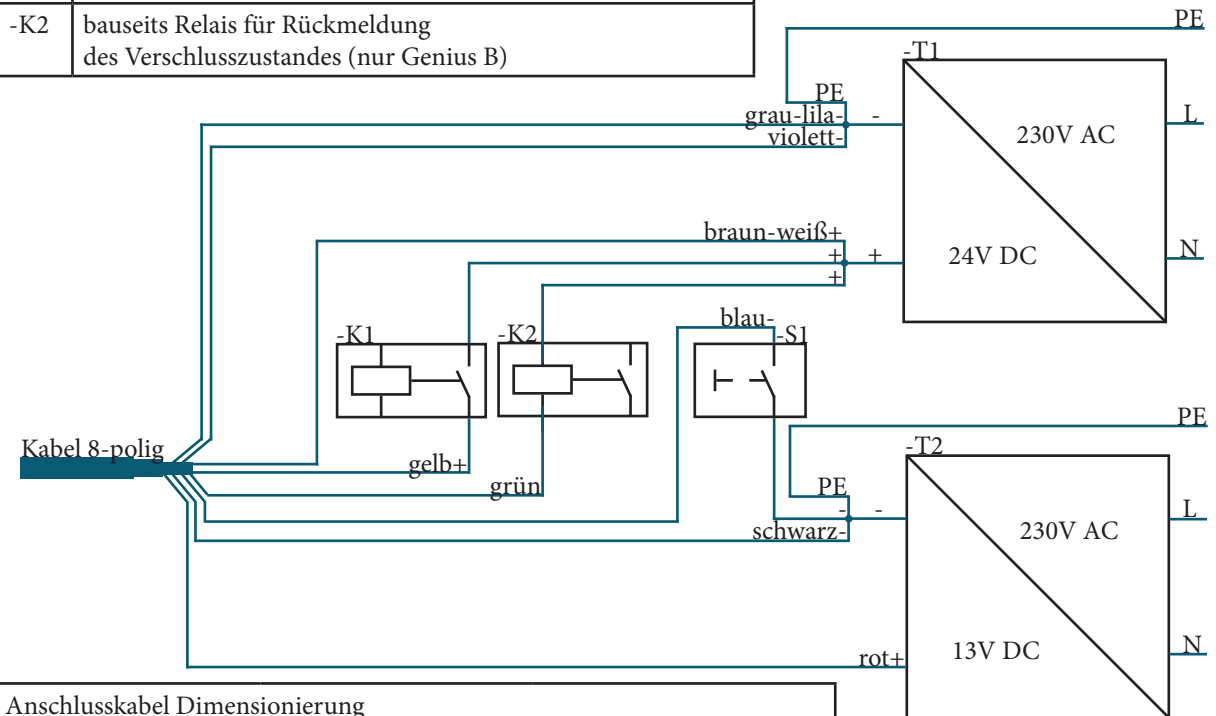 -K2 bauseits Relais für Rückmeldung
des Verschlusszustandes (nur Genius B)
PE
-T1
PE
grau-lila-
-
L
violett-
230V AC
braun-weiß+
+
+
24V DC
N
+
blau-
-K1
-K2
-S1
PE
Kabel 8-polig
gelb+
-T2
grün
PE
-
-
L
schwarz-
230V AC
rot+
13V DC
N
Anschlusskabel Dimensionierung